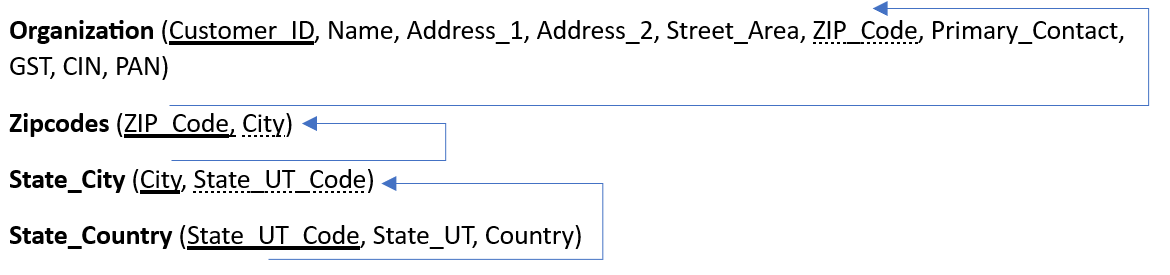 Organization (Customer_ID, Name, Address_1, Address_2, Street_Area, ZIP_Code, Primary_Contact,
GST, CIN, PAN)
Zipcodes (ZIP_Code, City)
State_City (City, State_UT_Code)
State_Country (State_UT_Code, State_UT, Country)